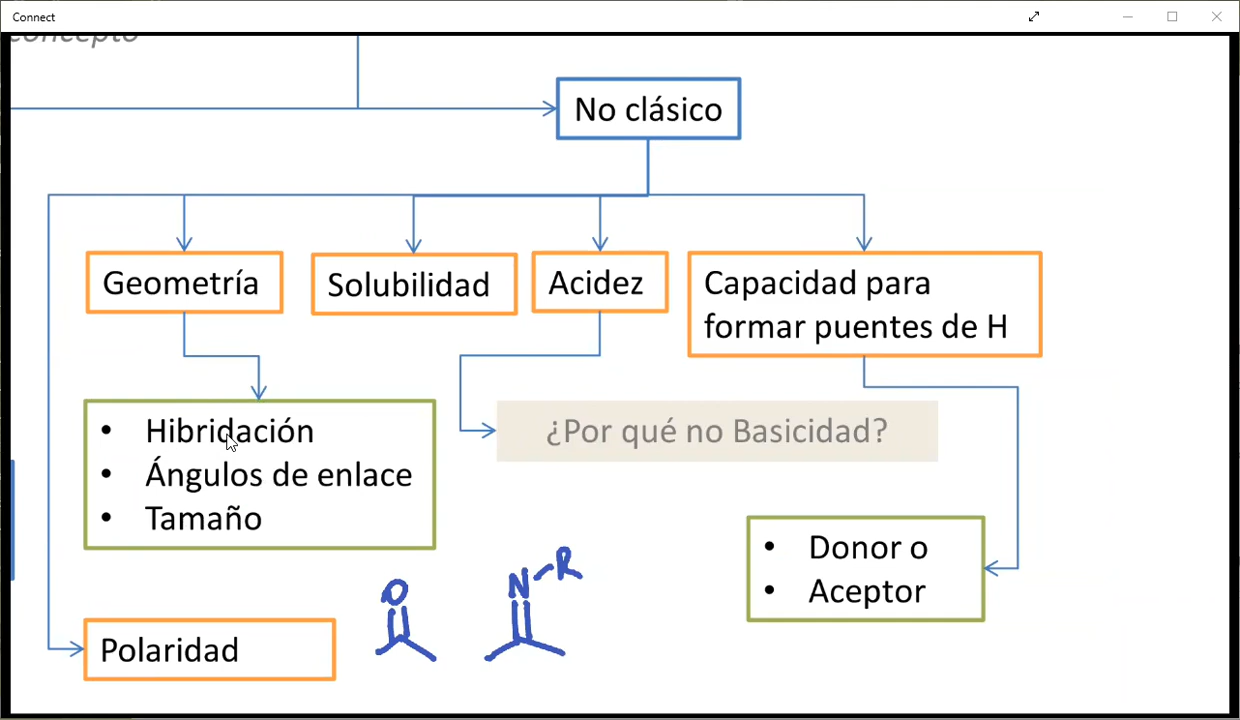 Connect
concepto
No clásico
Geometría
Solubilidad
Acidez
Capacidad para
formar puentes de H
• Hibridación
• Ángulos de enlace
• Tamaño
¿Por qué no Basicidad?
• Donor o
• Aceptor
Polaridad
O
N-R